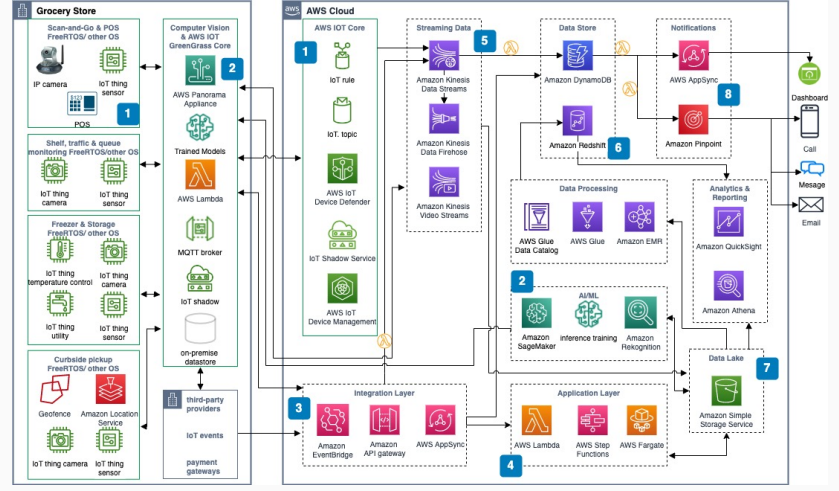 Grocery Store
Scan-and-Go & POS
FreeRTOS/ other OS
IP camera
IoT thing
sensor
$123
POS
1
Shelf, traffic & queue
monitoring FreeRTOS/other OS
IoT thing
camera
IoT thing
sensor
Freezer & Storage
FreeRTOS/ other OS
IoT thing
temperature control
IoT thing
camera
IoT thing
utility
IoT thing
sensor
Curbside pickup
FreeRTOS/ other OS
Geofence
Amazon Location
Service
IoT thing camera
IoT thing
sensor
Computer Vision
& AWS IOT
GreenGrass Core
2
AWS Panorama
Appliance
Trained Models
AWS Lambda
MQTT broker
IoT shadow
on-premise
datastore
third-party
providers
IoT events
payment
gateways
aws
AWS Cloud
AWS IOT Core
1
IoT rule
IoT. topic
AWS IoT
Device Defender
IoT Shadow Service
AWS IoT
Device Management
Streaming Data
5
Amazon Kinesis
Data Streams
Amazon Kinesis
Data Firehose
Amazon Kinesis
Video Streams
Data Store
Amazon DynamoDB
Amazon Redshift
6
Notifications
AWS AppSync
8
Amazon Pinpoint
Dashboard
Call
Mesage
Email
Data Processing
AWS Glue
Data Catalog
AWS Glue
Amazon EMR
Analytics &
Reporting
Amazon QuickSight
Amazon Athena
2
AI/ML
Amazon
SageMaker
inference training
Amazon
Rekognition
Data Lake
7
Amazon Simple
Storage Service
3
Integration Layer
Amazon
EventBridge
Amazon
API gateway
AWS AppSync
Application Layer
AWS Lambda
AWS Step
Functions
AWS Fargate
4